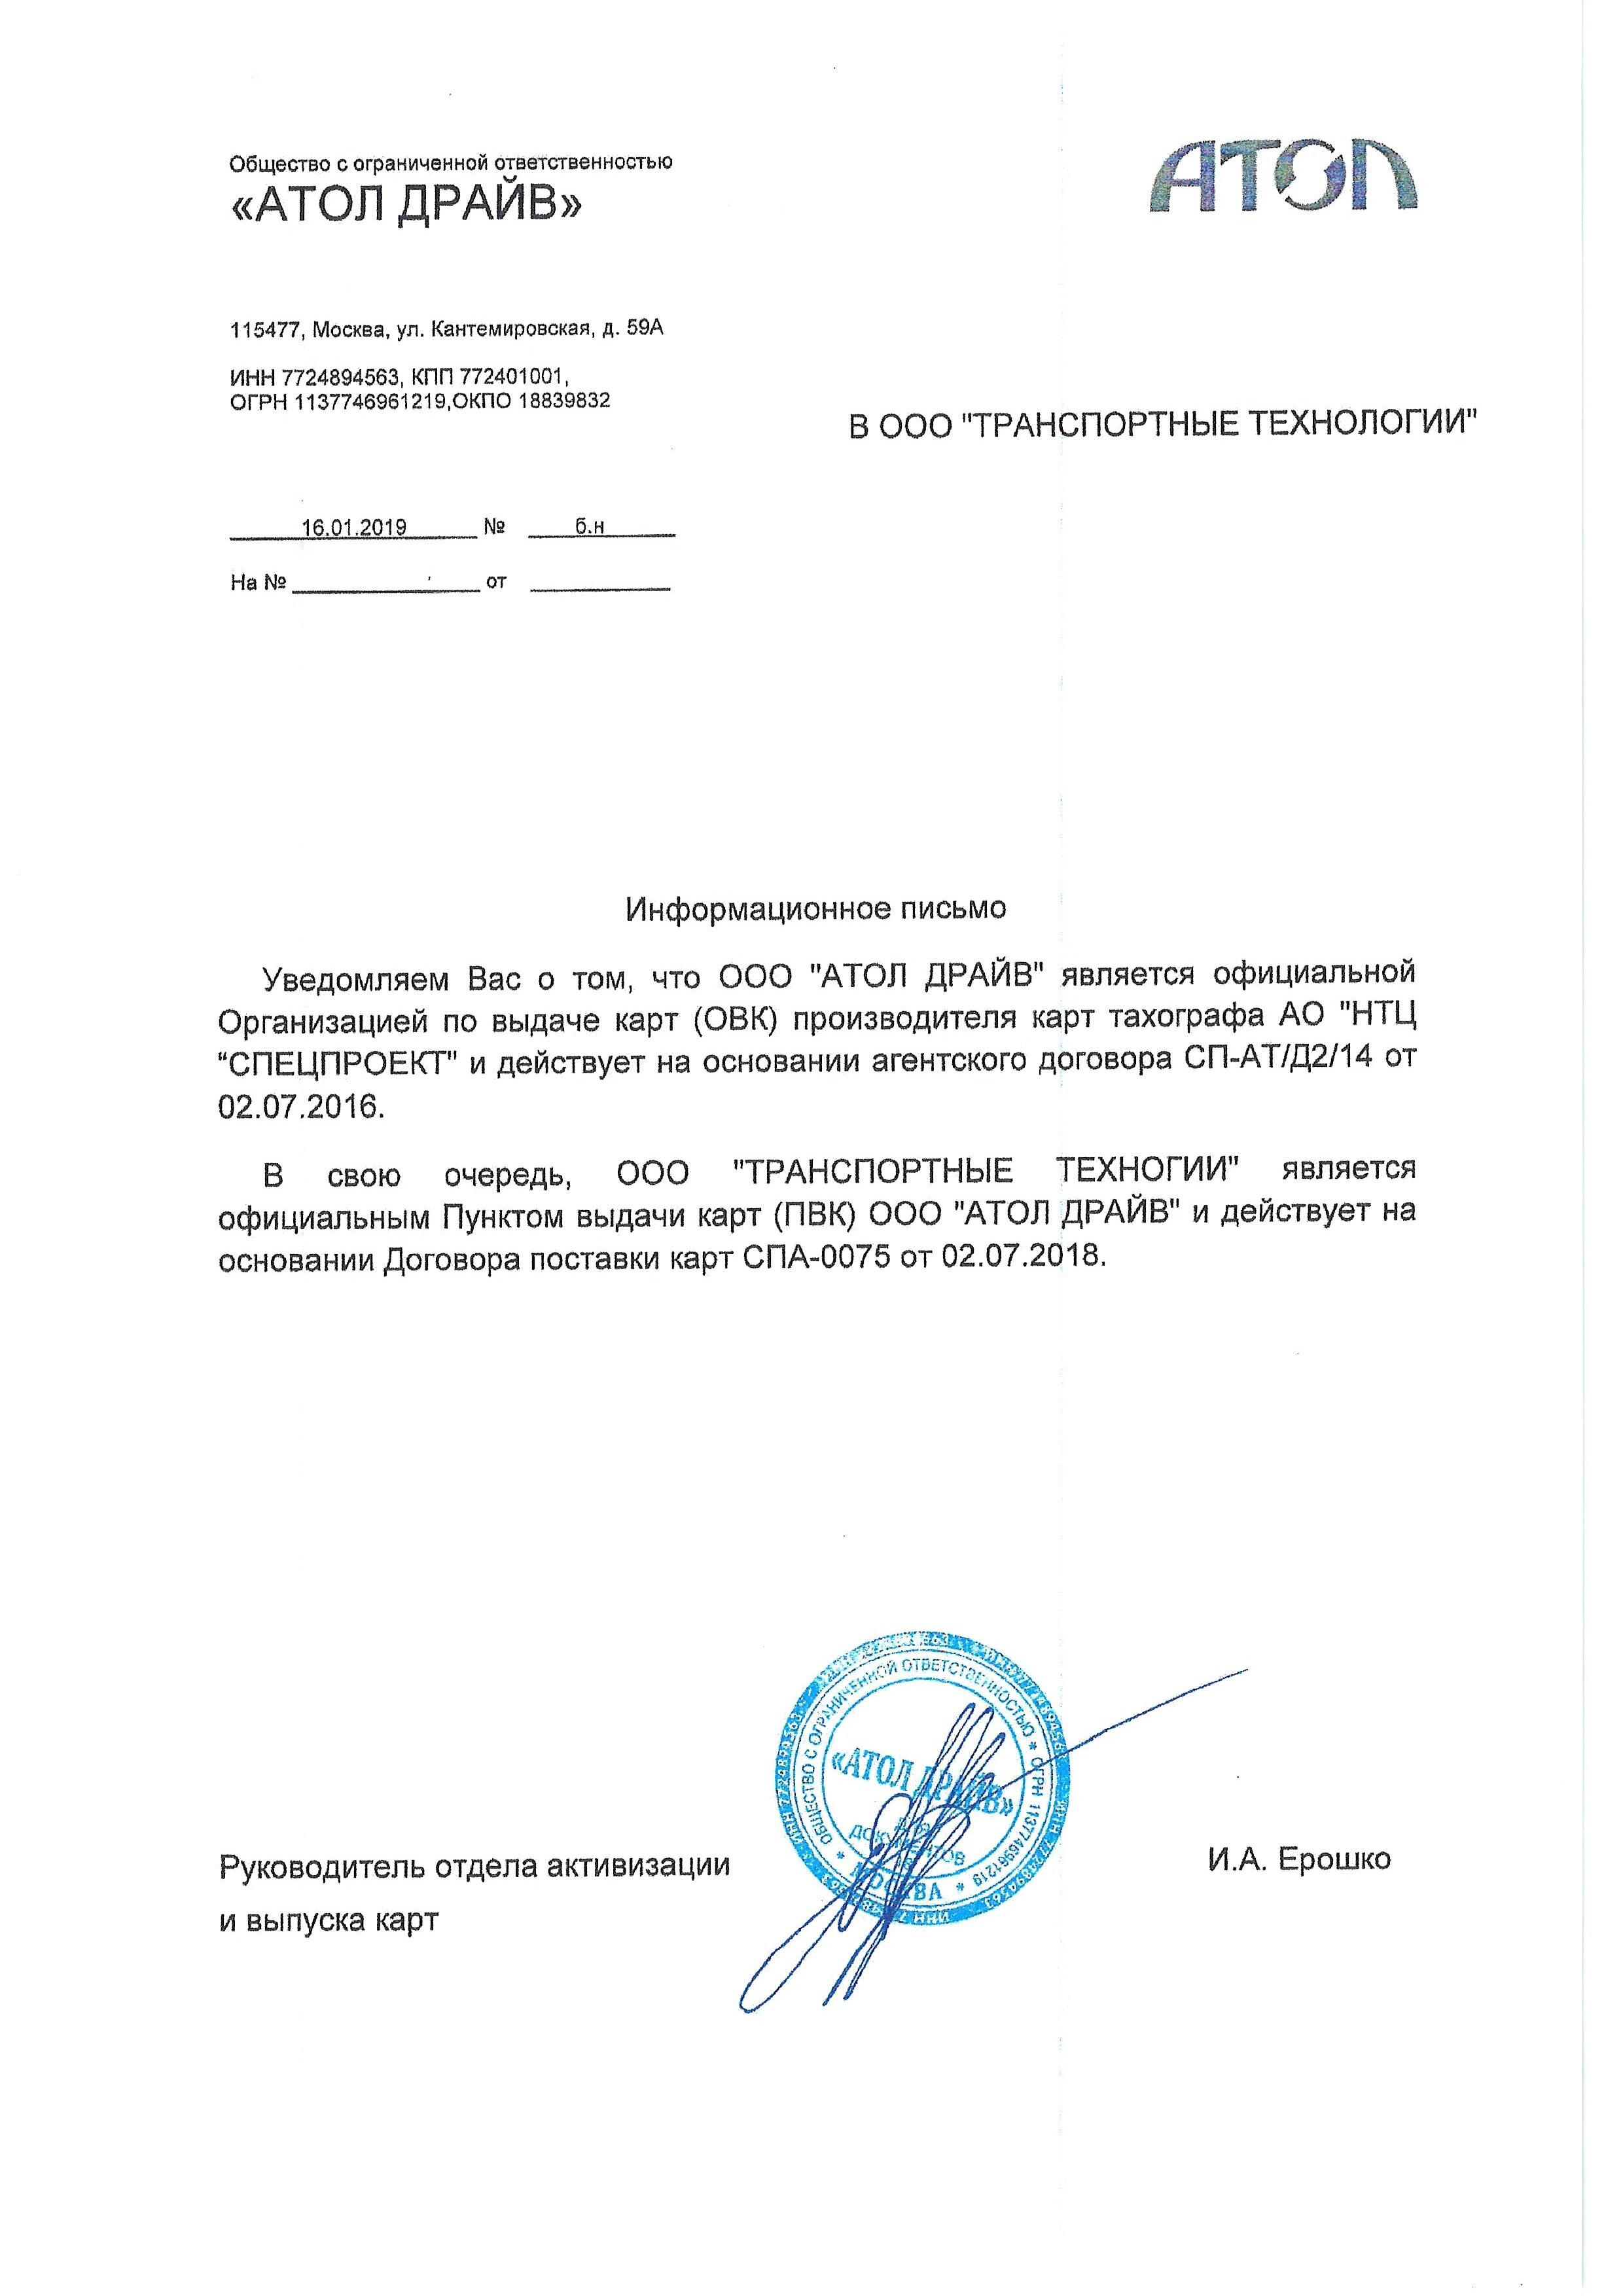 Общество с ограниченной ответственностью
«АТОЛ ДРАЙВ»
АТОЛ
115477, Москва, ул. Кантемировская, д. 59А
ИНН 7724894563, КПП 772401001,
ОГРН 1137746961219,ОКПО 18839832
В ООО "ТРАНСПОРТНЫЕ ТЕХНОЛОГИИ"
16.01.2019 № б.н
На № от
Информационное письмо
Уведомляем Вас о том, что ООО "АТОЛ ДРАЙВ" является официальной
Организацией по выдаче карт (ОВК) производителя карт тахографа АО "НТЦ
“СПЕЦПРОЕКТ" и действует на основании агентского договора СП-АТ/Д2/14 от
02.07.2016.
В свою очередь, ООО "ТРАНСПОРТНЫЕ ТЕХНОГИИ" является
официальным Пунктом выдачи карт (ПВК) ООО "АТОЛ ДРАЙВ" и действует на
основании Договора поставки карт СПА-0075 от 02.07.2018.
Руководитель отдела активизации
и выпуска карт
ОБЩЕСТВО С ОГРАНИЧЕННОЙ ОТВЕТСТВЕННОСТЬЮ * ОГРН 1137746961219 *
«АТОЛ ДРАЙВ»
ДОКУМЕНТОВ
* МОСКВА *
ИНН 7724894563
И.А. Ерошко